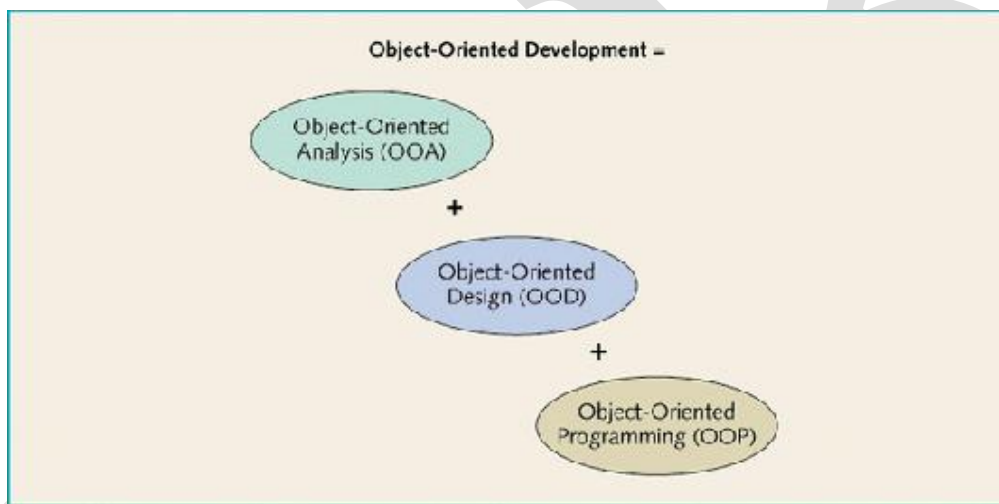 Object-Oriented Development =
Object-Oriented
Analysis (OOA)
+
Object-Oriented
Design (OOD)
+
Object-Oriented
Programming (OOP)